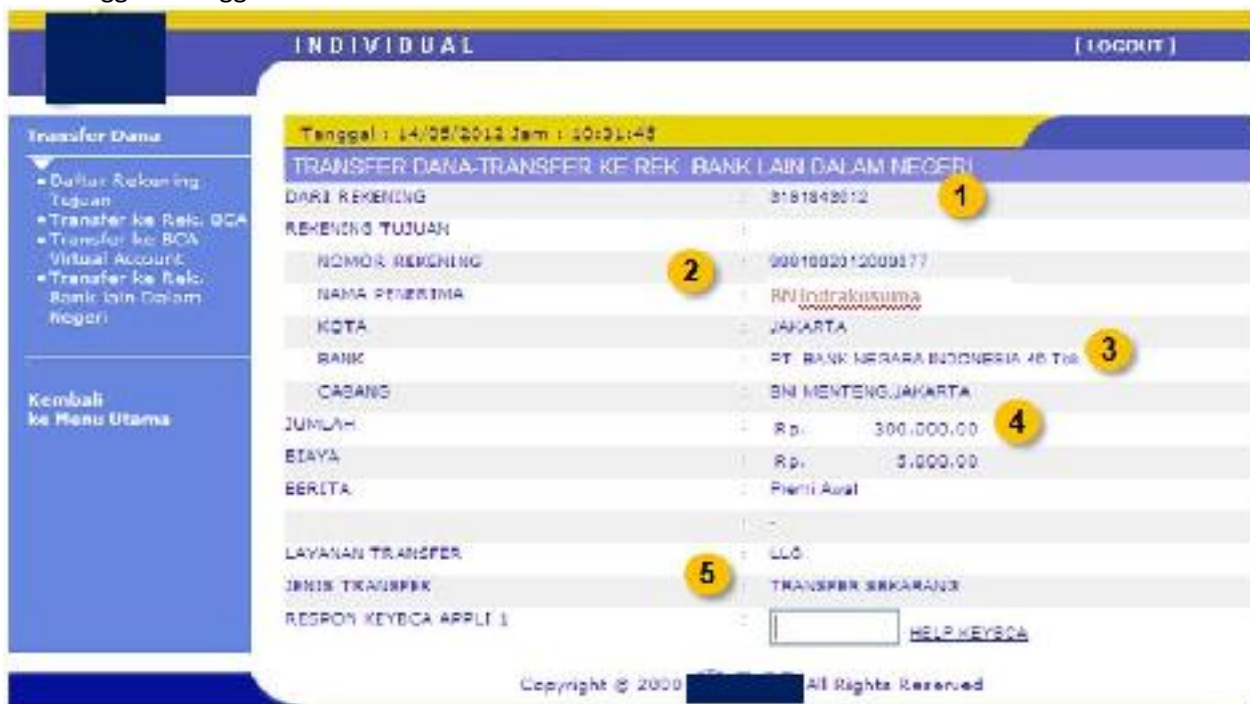 INDIVIDUAL [ LOGOUT ]
Transfer Dana
Daftar Rekening Tujuan
Transfer ke Rek. BCA
Transfer ke BCA Virtual Account
Transfer ke Rek. Bank lain Dalam Negeri
Kembali ke Menu Utama
Tanggal : 14/05/2012 Jam : 10:31:45
TRANSFER DANA-TRANSFER KE REK. BANK LAIN DALAM NEGERI
DARI REKENING : 1
REKENING TUJUAN :
NOMOR REKENING 2 :
NAMA PENERIMA : BN Indrakusuma
KOTA : JAKARTA
BANK : PT. BANK NEGARA INDONESIA 46 Tbk 3
CABANG : BNI MENTENG,JAKARTA
JUMLAH : Rp. 300.000.00 4
BIAYA : Rp. 5.000.00
BERITA : Premi Awal
: -
LAYANAN TRANSFER : LLG
JENIS TRANSFER 5 : TRANSFER SEKARANG
RESPON KEYBCA APPLI 1 : HELP KEYBCA
Copyright © 2000 All Rights Reserved